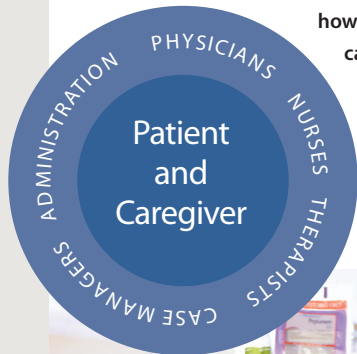 how
ca
PHYSICIANS
NURSES
THERAPISTS
CASE MANAGERS
ADMINISTRATION
Patient
and
Caregiver